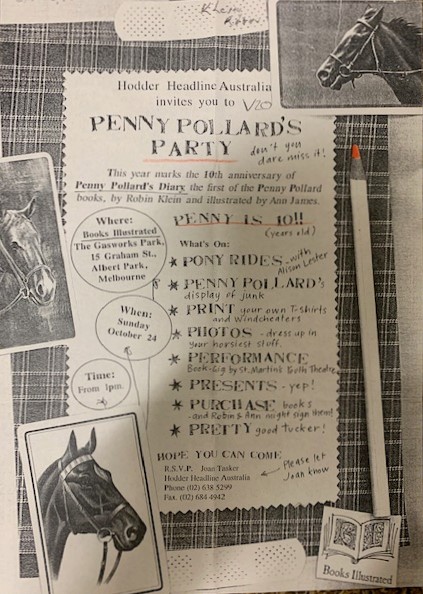 Hodder Headline Australia
invites you to
PENNY POLLARD'S
PARTY
don't you
dare miss it!
This year marks the 10th anniversary of
Penny Pollard's Diary the first of the Penny Pollard
books, by Robin Klein and illustrated by Ann James.
Where:
Books Illustrated
The Gasworks Park,
15 Graham St.,
Albert Park,
Melbourne
When:
Sunday
October 24
Time:
From 1pm.
PENNY IS 10!!
(years old)
What's On:
* PONY RIDES - with
Alison Lester
* PENNY POLLARD'S
display of junk
* PRINT your own T-shirts
and Windcheaters
* PHOTOS - dress up in
your horsiest stuff.
* PERFORMANCE
Book-Gig by St. Martin's Youth Theatre
* PRESENTS - yep!
* PURCHASE books
- and Robin & Ann might sign them!
* PRETTY good tucker!
HOPE YOU CAN COME
R.S.V.P. Joan Tasker
Hodder Headline Australia
Phone (02) 638 5299
Fax. (02) 684 4942
Please let
Joan know
Books Illustrated